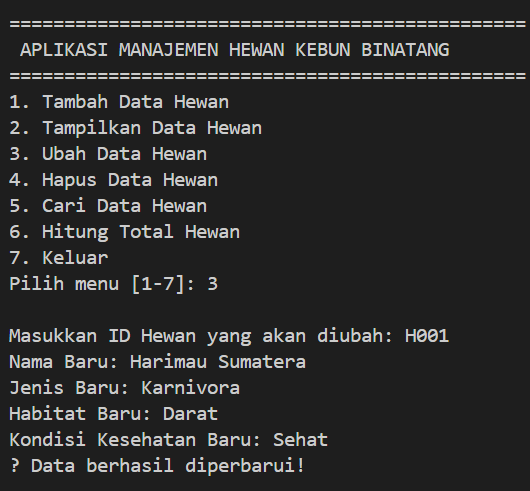 ===============================================
APLIKASI MANAJEMEN HEWAN KEBUN BINATANG
===============================================
1. Tambah Data Hewan
2. Tampilkan Data Hewan
3. Ubah Data Hewan
4. Hapus Data Hewan
5. Cari Data Hewan
6. Hitung Total Hewan
7. Keluar
Pilih menu [1-7]: 3
Masukkan ID Hewan yang akan diubah: H001
Nama Baru: Harimau Sumatera
Jenis Baru: Karnivora
Habitat Baru: Darat
Kondisi Kesehatan Baru: Sehat
? Data berhasil diperbarui!